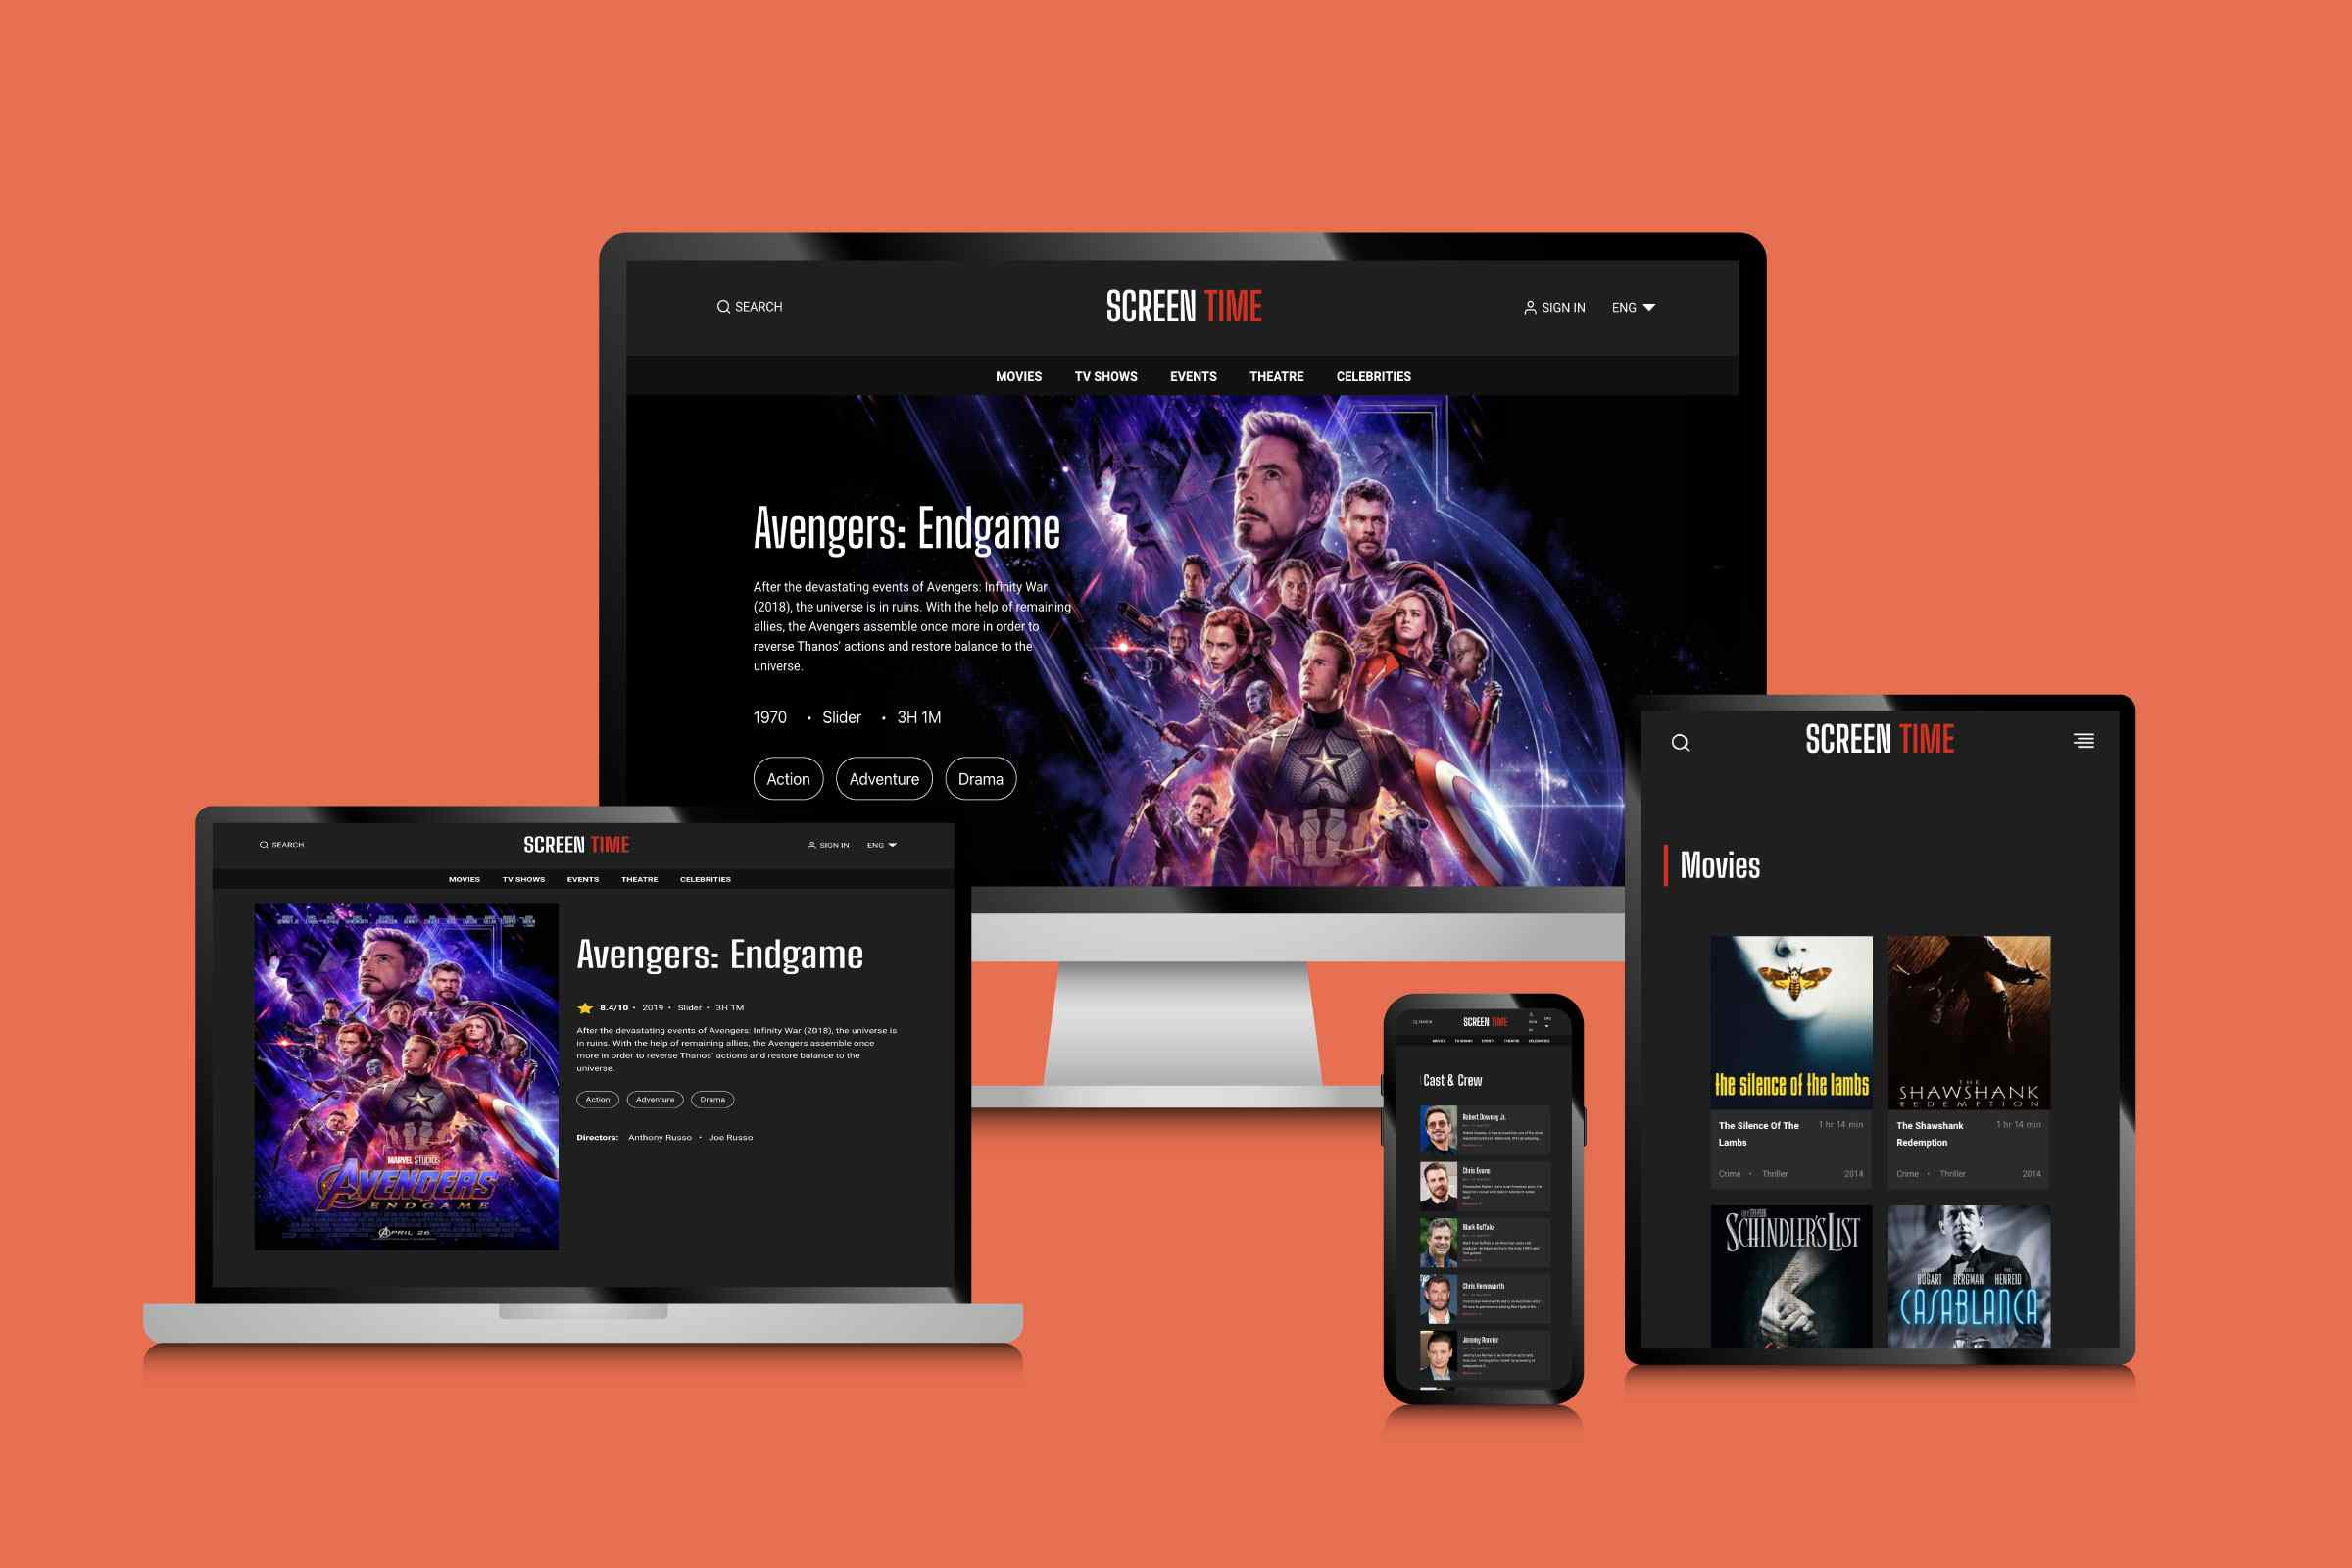 SEARCH
SCREEN TIME
SIGN IN
ENG
MOVIES TV SHOWS EVENTS THEATRE CELEBRITIES
Avengers: Endgame
After the devastating events of Avengers: Infinity War
(2018), the universe is in ruins. With the help of remaining
allies, the Avengers assemble once more in order to
reverse Thanos' actions and restore balance to the
universe.
1970 • Slider • 3H 1M
Action Adventure Drama
SEARCH
SCREEN TIME
SIGN IN
ENG
MOVIES TV SHOWS EVENTS THEATRE CELEBRITIES
MARVEL STUDIOS
AVENGERS
ENDGAME
APRIL 26
Avengers: Endgame
8.4/10 • 2019 • Slider • 3H 1M
After the devastating events of Avengers: Infinity War (2018), the universe is
in ruins. With the help of remaining allies, the Avengers assemble once
more in order to reverse Thanos' actions and restore balance to the
universe.
Action Adventure Drama
Directors: Anthony Russo • Joe Russo
SCREEN TIME
MOVIES TV SHOWS EVENTS THEATRE CELEBRITIES
Cast & Crew
Robert Downey Jr.
Chris Evans
Mark Ruffalo
Chris Hemsworth
Jeremy Renner
SCREEN TIME
Movies
the silence of the lambs
The Silence Of The
Lambs
1 hr 14 min
Crime • Thriller
2014
THE
SHAWSHANK
REDEMPTION
The Shawshank
Redemption
1 hr 14 min
Crime • Thriller
2014
SCHINDLER'S LIST
BOGART BERGMAN HENREID
CASABLANCA